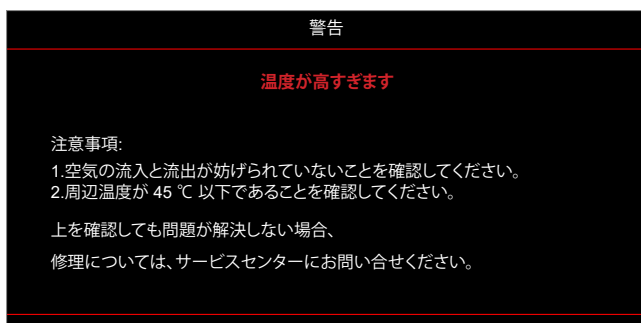 警告
温度が高すぎます
注意事項:
1.空気の流入と流出が妨げられていないことを確認してください。
2.周辺温度が 45 ℃ 以下であることを確認してください。
上を確認しても問題が解決しない場合、
修理については、サービスセンターにお問い合せください。